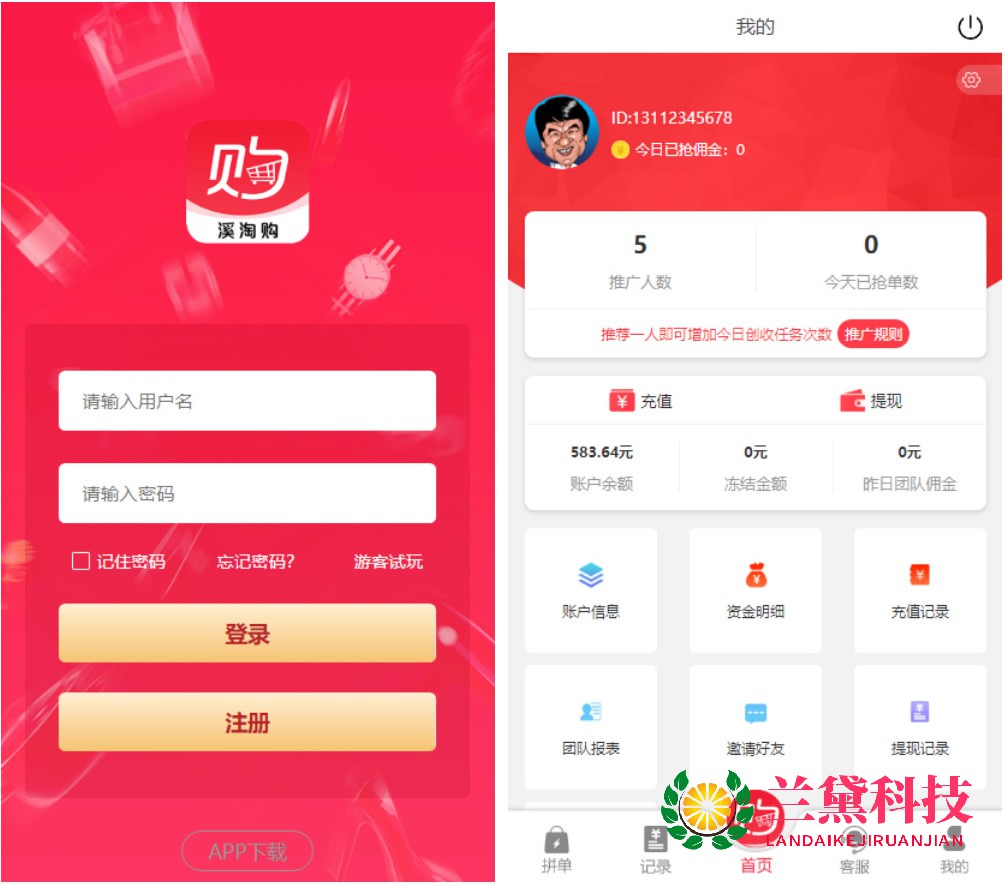 购
溪淘购
请输入用户名
请输入密码
记住密码
忘记密码?
游客试玩
登录
注册
APP下载
我的
ID:13112345678
¥ 今日已抢佣金：0
5
0
推广人数
今天已抢单数
推荐一人即可增加今日创收任务次数
推广规则
¥ 充值
提现
583.64元
0元
0元
账户余额
冻结金额
昨日团队佣金
账户信息
资金明细
充值记录
团队报表
邀请好友
提现记录
兰黛科技
LANDAIKEJIRUANJIAN
购
拼单
记录
首页
客服
我的